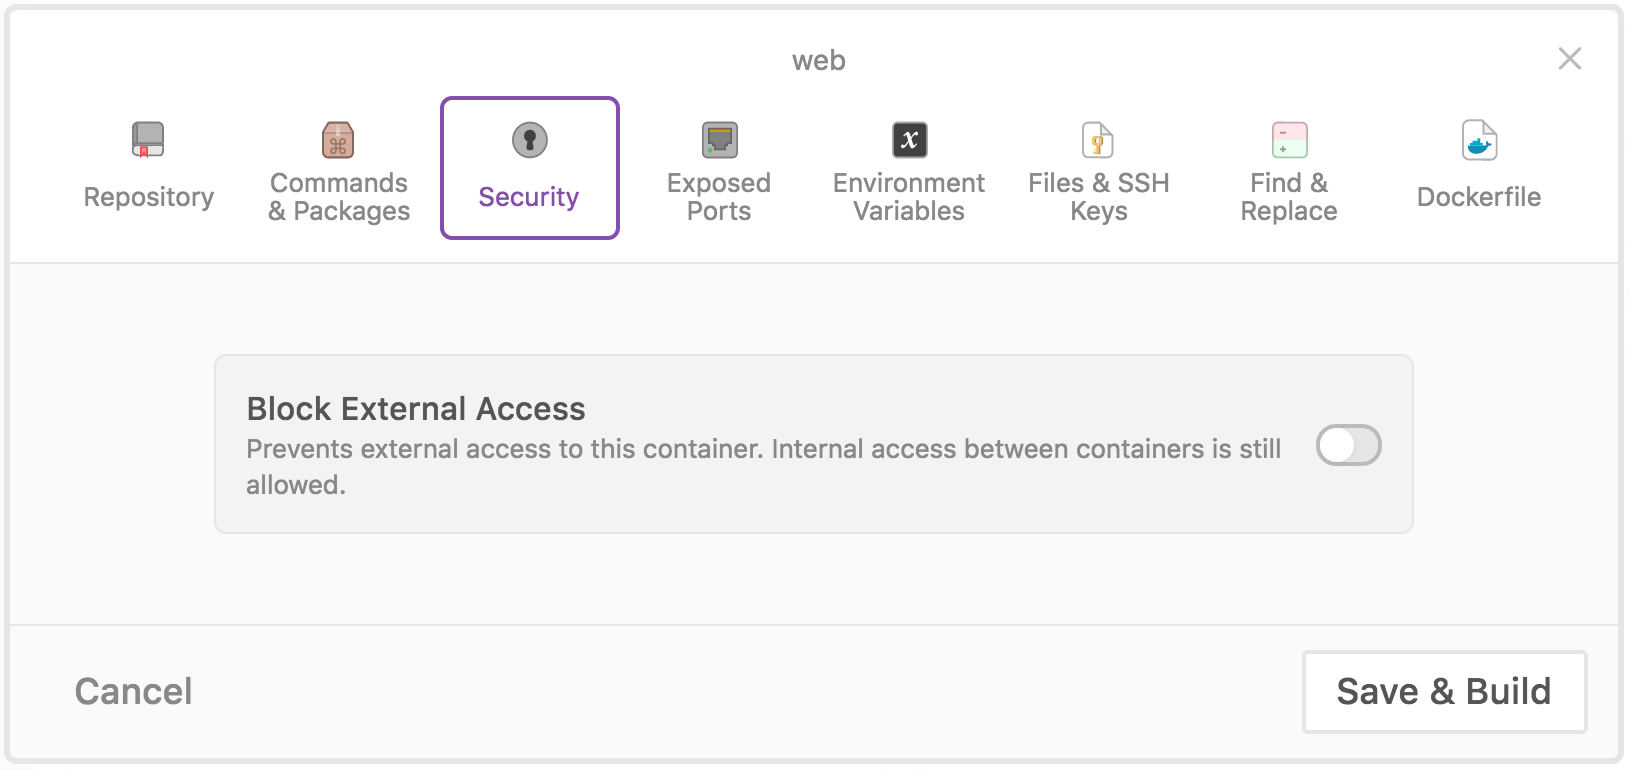 web
Repository
Commands
& Packages
Security
Exposed
Ports
x
Environment
Variables
Files & SSH
Keys
Find &
Replace
Dockerfile
Block External Access
Prevents external access to this container. Internal access between containers is still
allowed.
Cancel
Save & Build